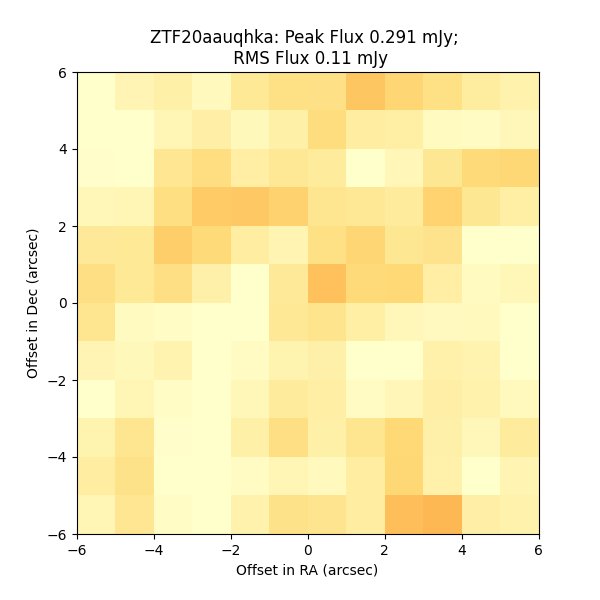 ZTF20aauqhka: Peak Flux 0.291 mJy;
RMS Flux 0.11 mJy
6
4
2
0
−2
−4
−6
Offset in Dec (arcsec)
−6 −4 −2 0 2 4 6
Offset in RA (arcsec)